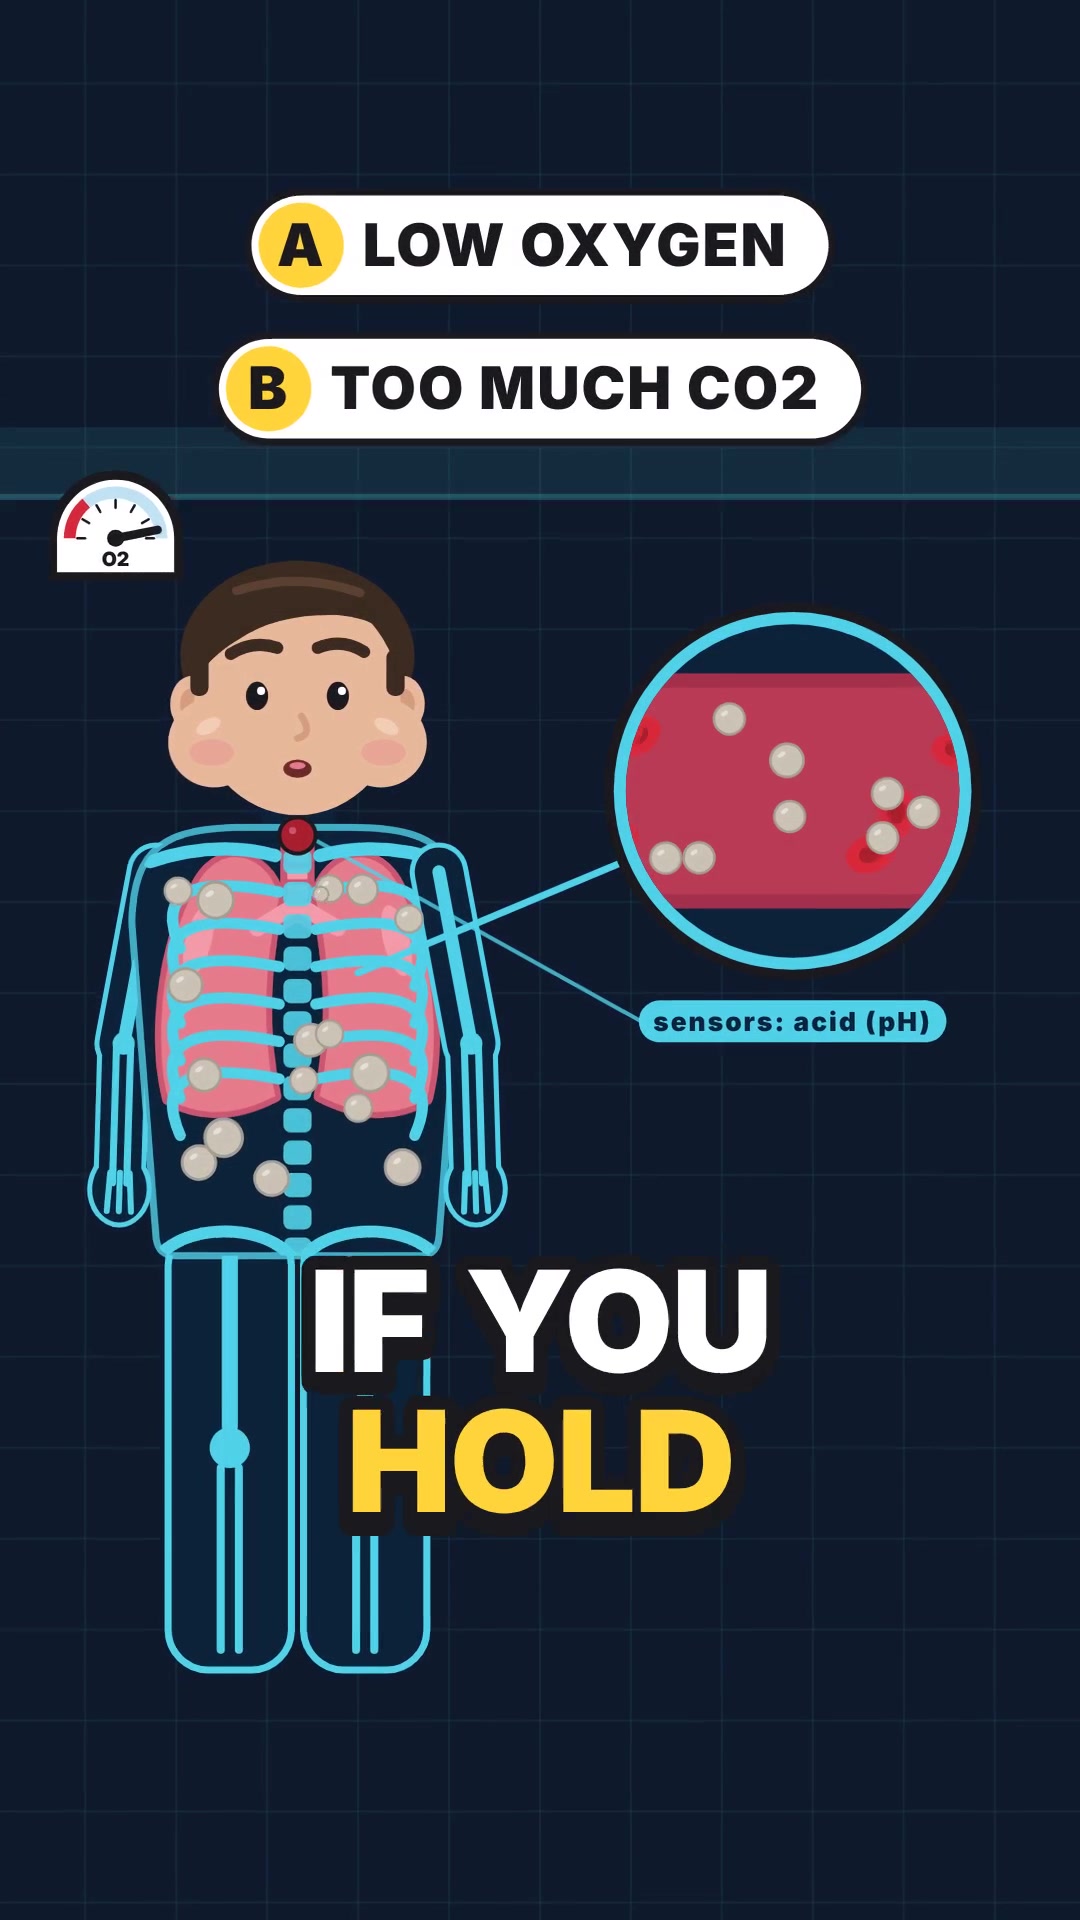 A LOW OXYGEN
B TOO MUCH CO2
O2
sensors: acid (pH)
IF YOU
HOLD